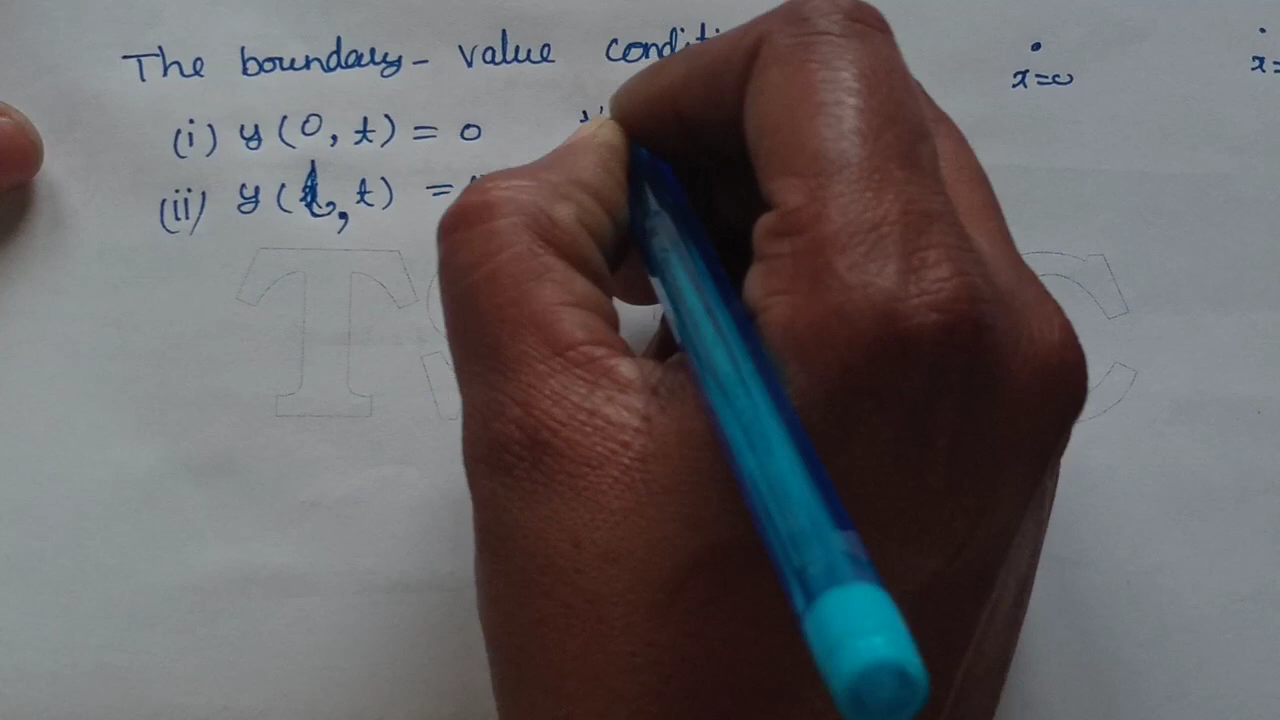 The boundary - value
x=0
x=
(i) y(0, t) = 0
(ii) y(l, t) =